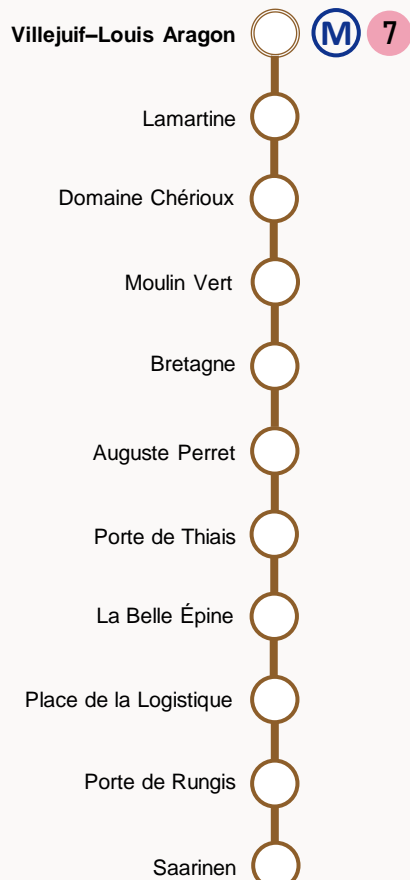 Villejuif–Louis Aragon M 7
Lamartine
Domaine Chérioux
Moulin Vert
Bretagne
Auguste Perret
Porte de Thiais
La Belle Épine
Place de la Logistique
Porte de Rungis
Saarinen